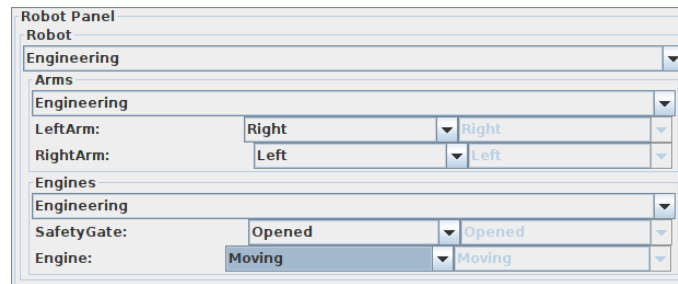 Robot Panel
Robot
Engineering
Arms
Engineering
LeftArm: Right Right
RightArm: Left Left
Engines
Engineering
SafetyGate: Opened Opened
Engine: Moving Moving